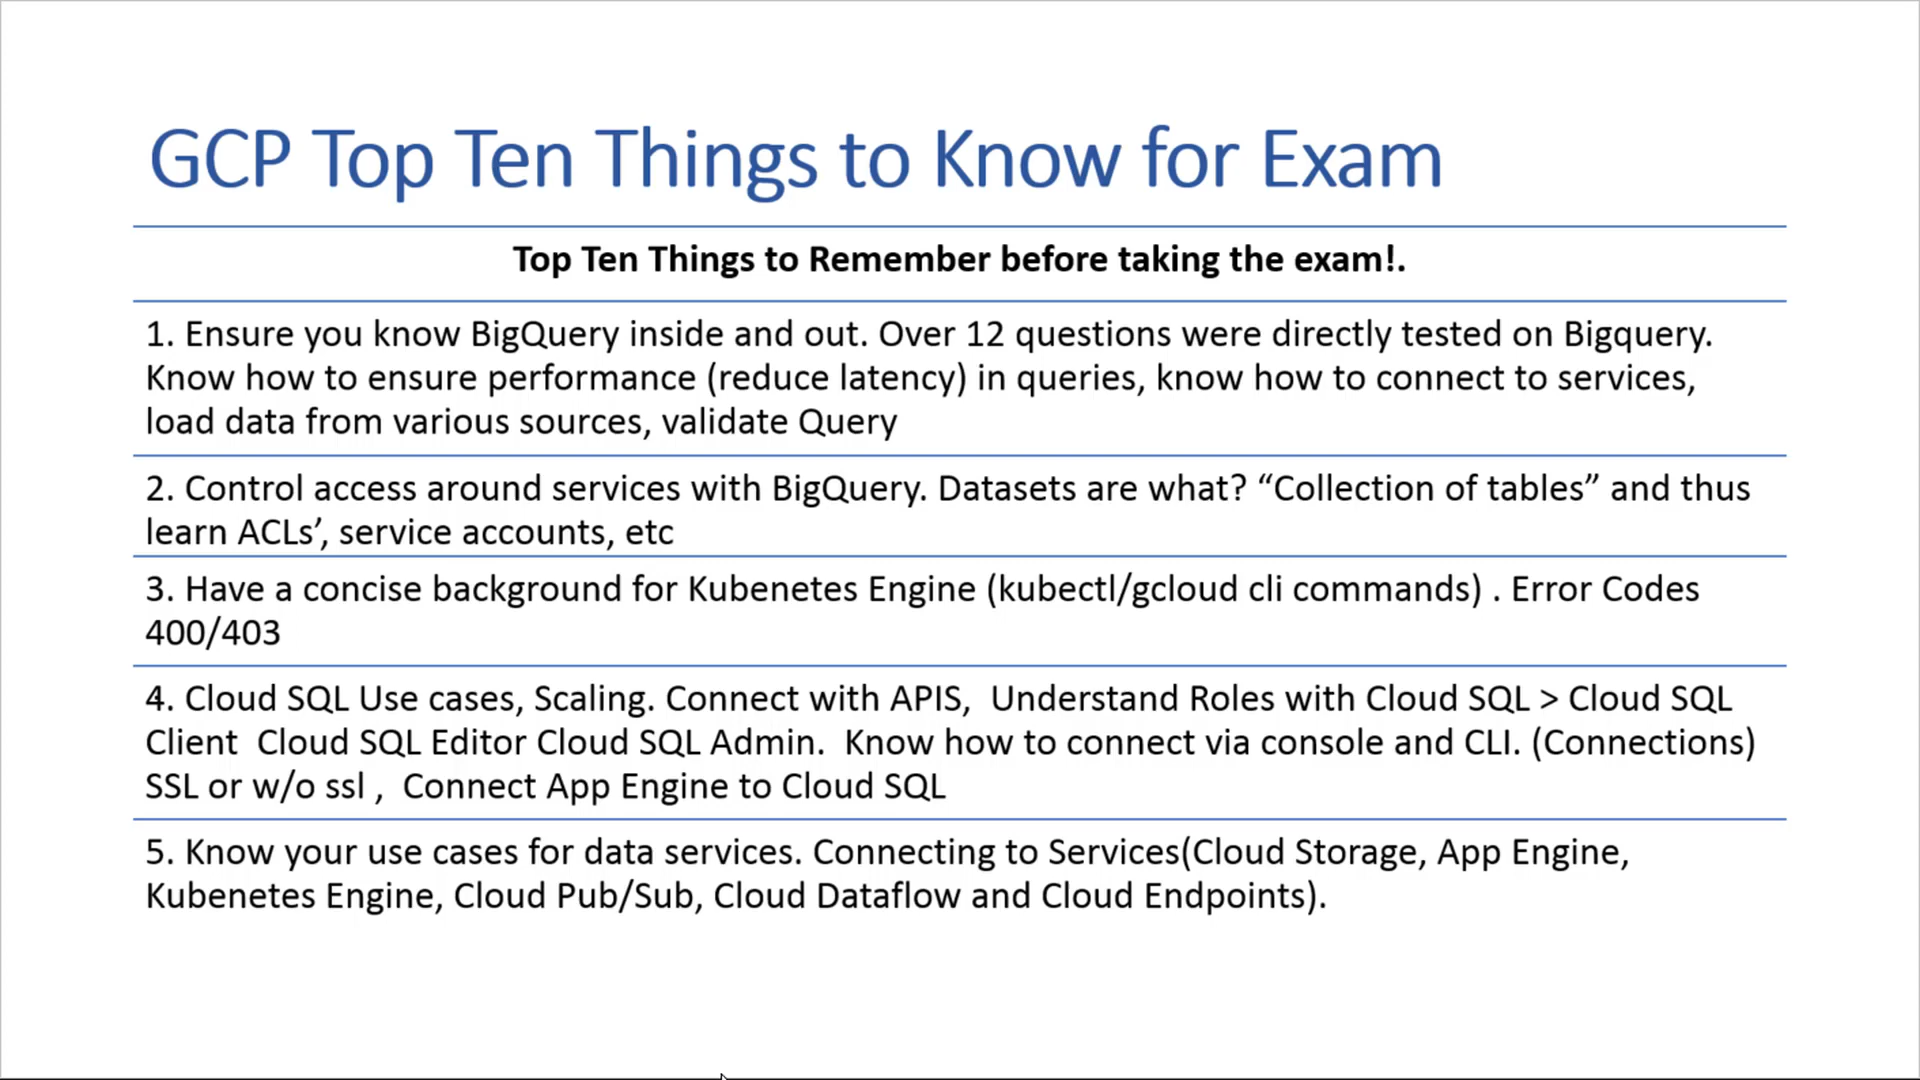 GCP Top Ten Things to Know for Exam
Top Ten Things to Remember before taking the exam!.
1. Ensure you know BigQuery inside and out. Over 12 questions were directly tested on Bigquery.
Know how to ensure performance (reduce latency) in queries, know how to connect to services,
load data from various sources, validate Query
2. Control access around services with BigQuery. Datasets are what? “Collection of tables” and thus
learn ACLs’, service accounts, etc
3. Have a concise background for Kubenetes Engine (kubectl/gcloud cli commands) . Error Codes
400/403
4. Cloud SQL Use cases, Scaling. Connect with APIS,  Understand Roles with Cloud SQL > Cloud SQL
Client  Cloud SQL Editor Cloud SQL Admin.  Know how to connect via console and CLI. (Connections)
SSL or w/o ssl ,  Connect App Engine to Cloud SQL
5. Know your use cases for data services. Connecting to Services(Cloud Storage, App Engine,
Kubenetes Engine, Cloud Pub/Sub, Cloud Dataflow and Cloud Endpoints).